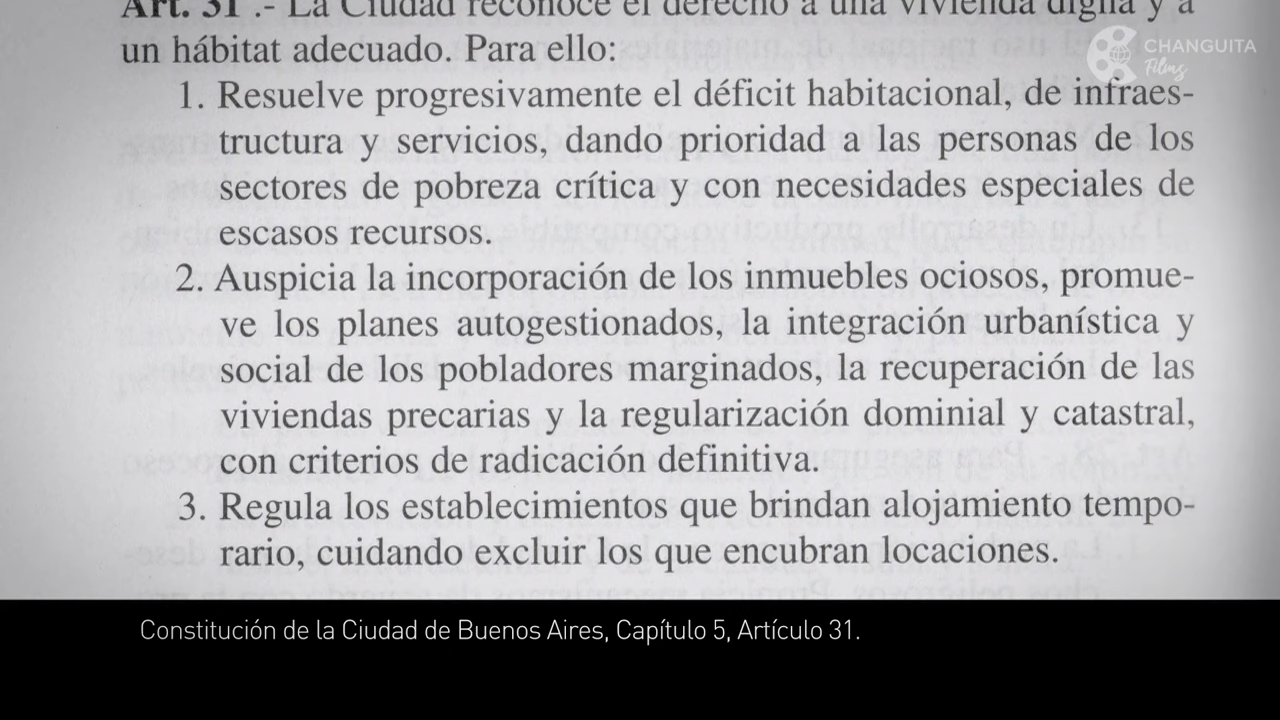 Art. 31 .- La Ciudad reconoce el derecho a una vivienda digna y a
un hábitat adecuado. Para ello:
CHANGUITA
Films
1. Resuelve progresivamente el déficit habitacional, de infraes-
tructura y servicios, dando prioridad a las personas de los
sectores de pobreza crítica y con necesidades especiales de
escasos recursos.
2. Auspicia la incorporación de los inmuebles ociosos, promue-
ve los planes autogestionados, la integración urbanística y
social de los pobladores marginados, la recuperación de las
viviendas precarias y la regularización dominial y catastral,
con criterios de radicación definitiva.
3. Regula los establecimientos que brindan alojamiento tempo-
rario, cuidando excluir los que encubran locaciones.
Constitución de la Ciudad de Buenos Aires, Capítulo 5, Artículo 31.